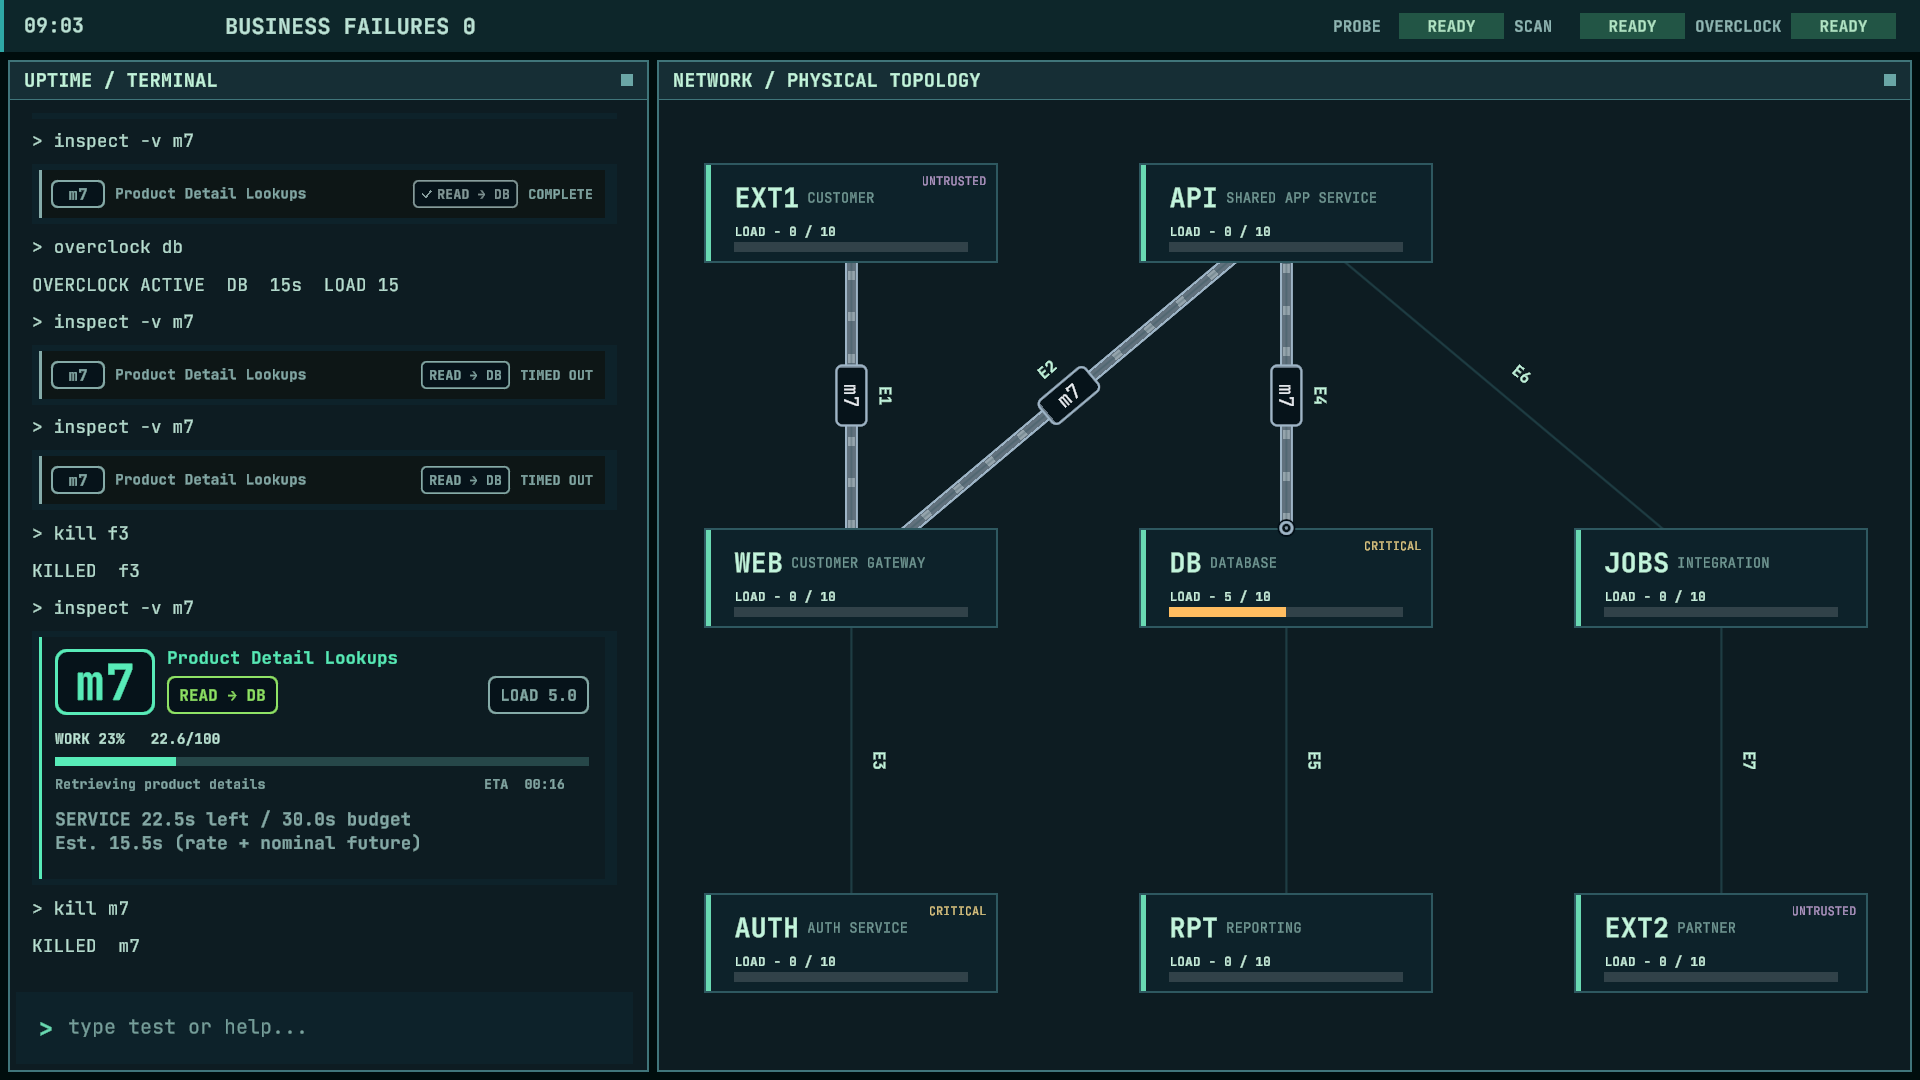 09:03
BUSINESS FAILURES 0
PROBE READY SCAN READY OVERCLOCK READY
UPTIME / TERMINAL
> inspect -v m7
m7 Product Detail Lookups ✓ READ → DB COMPLETE
> overclock db
OVERCLOCK ACTIVE DB 15s LOAD 15
> inspect -v m7
m7 Product Detail Lookups READ → DB TIMED OUT
> inspect -v m7
m7 Product Detail Lookups READ → DB TIMED OUT
> kill f3
KILLED f3
> inspect -v m7
m7 Product Detail Lookups
READ → DB LOAD 5.0
WORK 23% 22.6/100
Retrieving product details ETA 00:16
SERVICE 22.5s left / 30.0s budget
Est. 15.5s (rate + nominal future)
> kill m7
KILLED m7
> type test or help...
NETWORK / PHYSICAL TOPOLOGY
UNTRUSTED
EXT1 CUSTOMER
LOAD - 0 / 10
API SHARED APP SERVICE
LOAD - 0 / 10
m7 E1
E2 m7
m7 E4
E6
WEB CUSTOMER GATEWAY
LOAD - 0 / 10
CRITICAL
DB DATABASE
LOAD - 5 / 10
JOBS INTEGRATION
LOAD - 0 / 10
E3
E5
E7
CRITICAL
AUTH AUTH SERVICE
LOAD - 0 / 10
RPT REPORTING
LOAD - 0 / 10
UNTRUSTED
EXT2 PARTNER
LOAD - 0 / 10